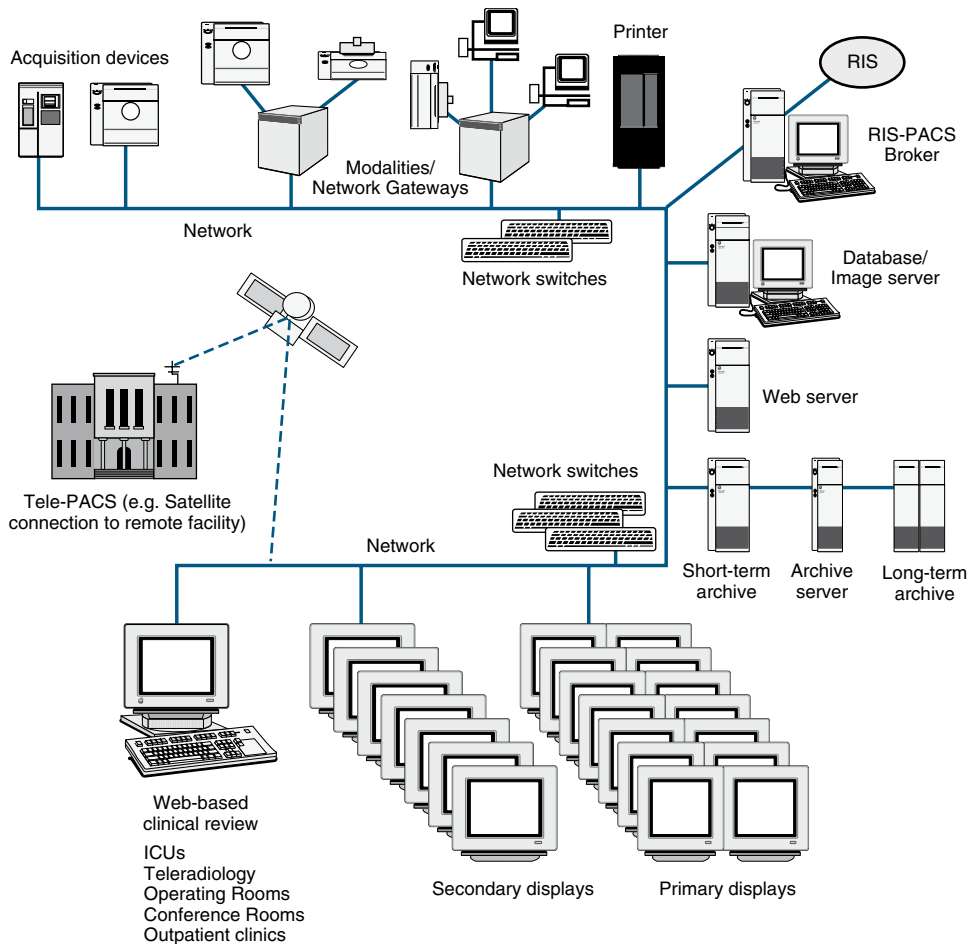 Acquisition devices
Printer
RIS
RIS-PACS
Broker
Modalities/
Network Gateways
Network
Network switches
Database/
Image server
Web server
Tele-PACS (e.g. Satellite
connection to remote facility)
Network switches
Network
Short-term
archive
Archive
server
Long-term
archive
Web-based
clinical review
ICUs
Teleradiology
Operating Rooms
Conference Rooms
Outpatient clinics
Secondary displays
Primary displays